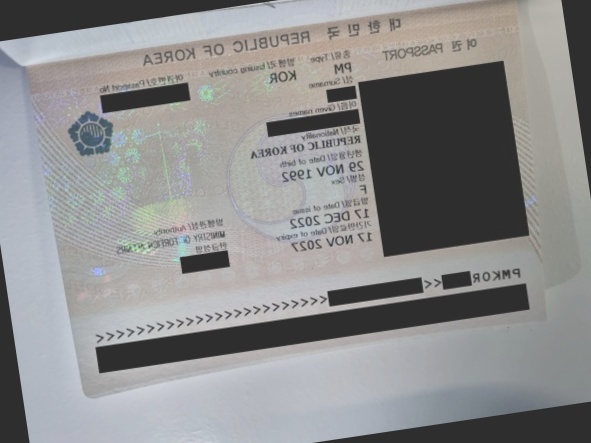 대한민국 REPUBLIC OF KOREA
여권 PASSPORT
종류/Type
PM
발행국/Issuing country
KOR
여권번호/Passport No
성/Surname
이름/Given names
국적/Nationality
REPUBLIC OF KOREA
생년월일/Date of birth
29 NOV 1992
성별/Sex
F
발급일/Date of issue
17 DEC 2022
기간만료일/Date of expiry
17 NOV 2027
발행관청/Authority
MINISTRY OF FOREIGN AFFAIRS
한글성명
PMKOR
<<
<<<<<<<<<<<<<<<<<<<<<<<<<<